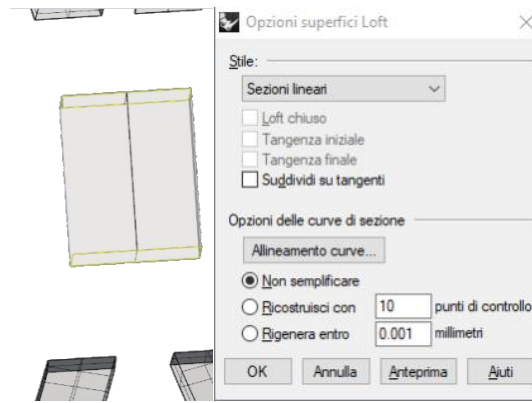 Opzioni superfici Loft
Stile:
Sezioni lineari
Loft chiuso
Tangenza iniziale
Tangenza finale
Suddividi su tangenti
Opzioni delle curve di sezione
Allineamento curve...
Non semplificare
Ricostruisci con 10 punti di controllo
Rigenera entro 0.001 millimetri
OK Annulla Anteprima Aiuti